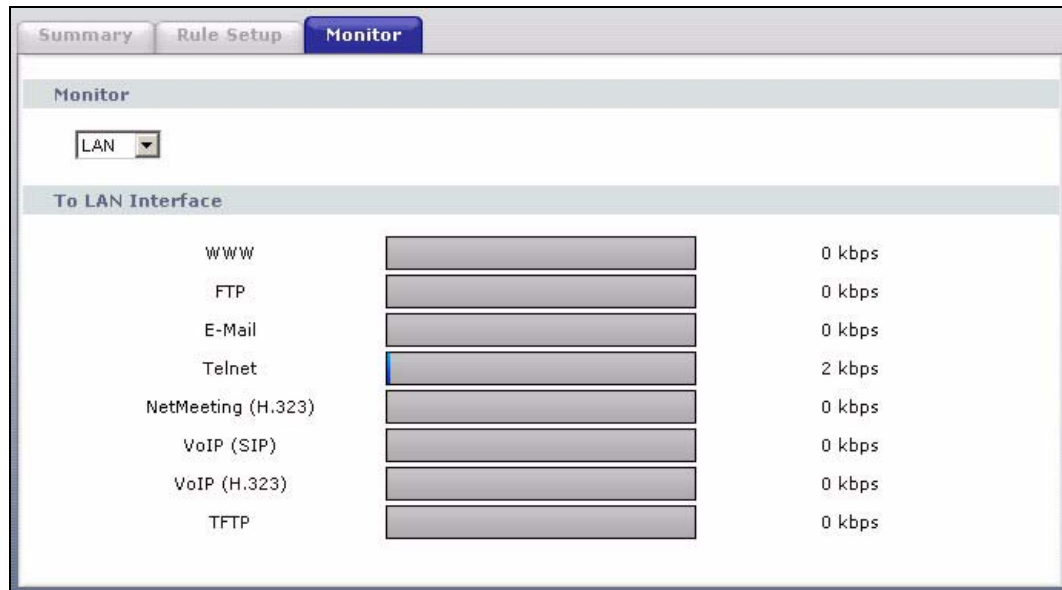 Summary Rule Setup Monitor
Monitor
LAN
To LAN Interface
WWW 0 kbps
FTP 0 kbps
E-Mail 0 kbps
Telnet 2 kbps
NetMeeting (H.323) 0 kbps
VoIP (SIP) 0 kbps
VoIP (H.323) 0 kbps
TFTP 0 kbps